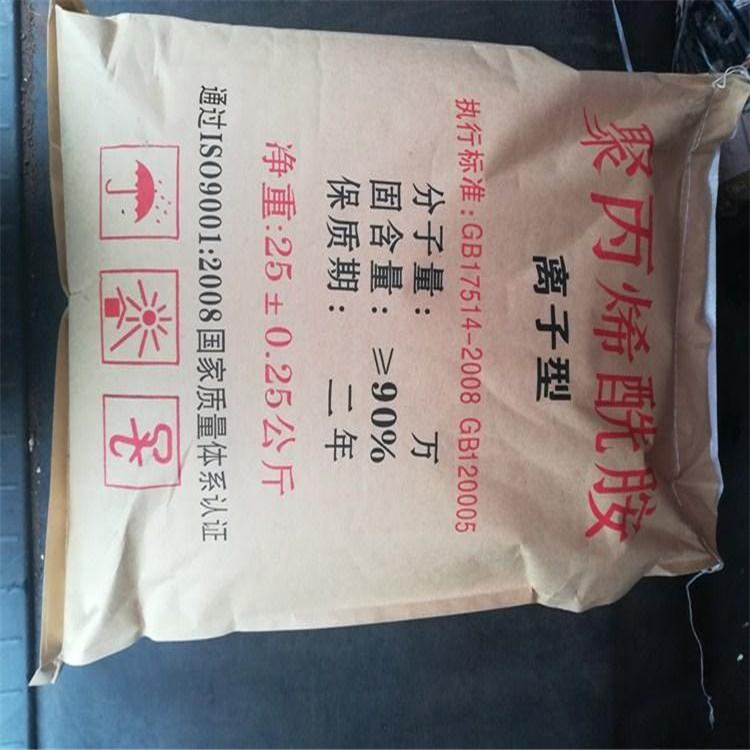 聚丙烯酰胺
离子型
执行标准:GB17514-2008 GB120005
分子量: 万
固含量: ≥90%
保质期: 二年
净重:25±0.25公斤
通过ISO9001:2008国家质量体系认证